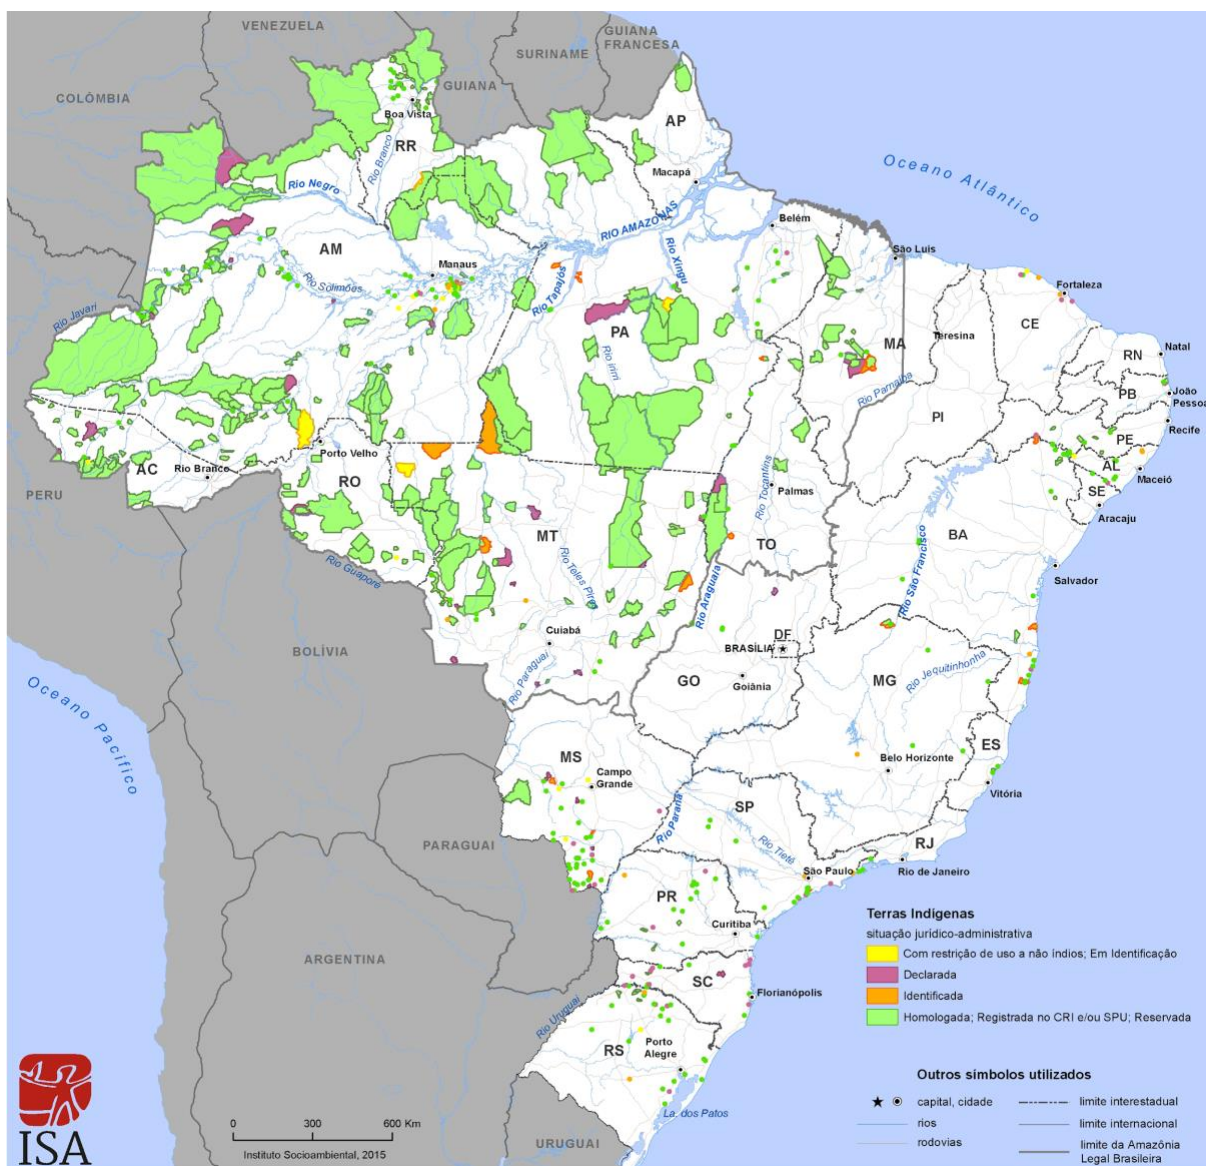 VENEZUELA
GUIANA
FRANCESA
SURINAME
COLÔMBIA
GUIANA
Boa Vista
RR
Rio Branco
AP
Macapá
Oceano Atlântico
Rio Negro
RIO AMAZONAS
Belém
AM
Manaus
Rio Solimões
Rio Tapajós
Rio Xingu
São Luis
Fortaleza
Rio Javari
PA
Rio Iriri
MA
Teresina
CE
RN
Natal
Rio Parnaíba
PB
João
Pessoa
PI
PE
Recife
AC
Rio Branco
Porto Velho
RO
AL
Maceió
SE
Aracaju
PERU
Palmas
Rio Tocantins
TO
BA
Rio São Francisco
Salvador
MT
Rio Teles Pires
Rio Guaporé
Rio Araguaia
Cuiabá
Rio Paraguai
DF
BRASÍLIA
Goiânia
GO
MG
Rio Jequitinhonha
BOLÍVIA
Oceano Pacífico
MS
Campo
Grande
Belo Horizonte
ES
Vitória
SP
Rio Paraná
Rio Tietê
RJ
São Paulo
Rio de Janeiro
PARAGUAI
PR
Curitiba
ARGENTINA
SC
Florianópolis
Rio Uruguai
RS
Porto
Alegre
La. dos Patos
URUGUAI
Terras Indígenas
situação jurídico-administrativa
Com restrição de uso a não índios; Em Identificação
Declarada
Identificada
Homologada; Registrada no CRI e/ou SPU; Reservada
Outros símbolos utilizados
capital, cidade
limite interestadual
rios
limite internacional
rodovias
limite da Amazônia
Legal Brasileira
ISA
0 300 600 Km
Instituto Socioambiental, 2015